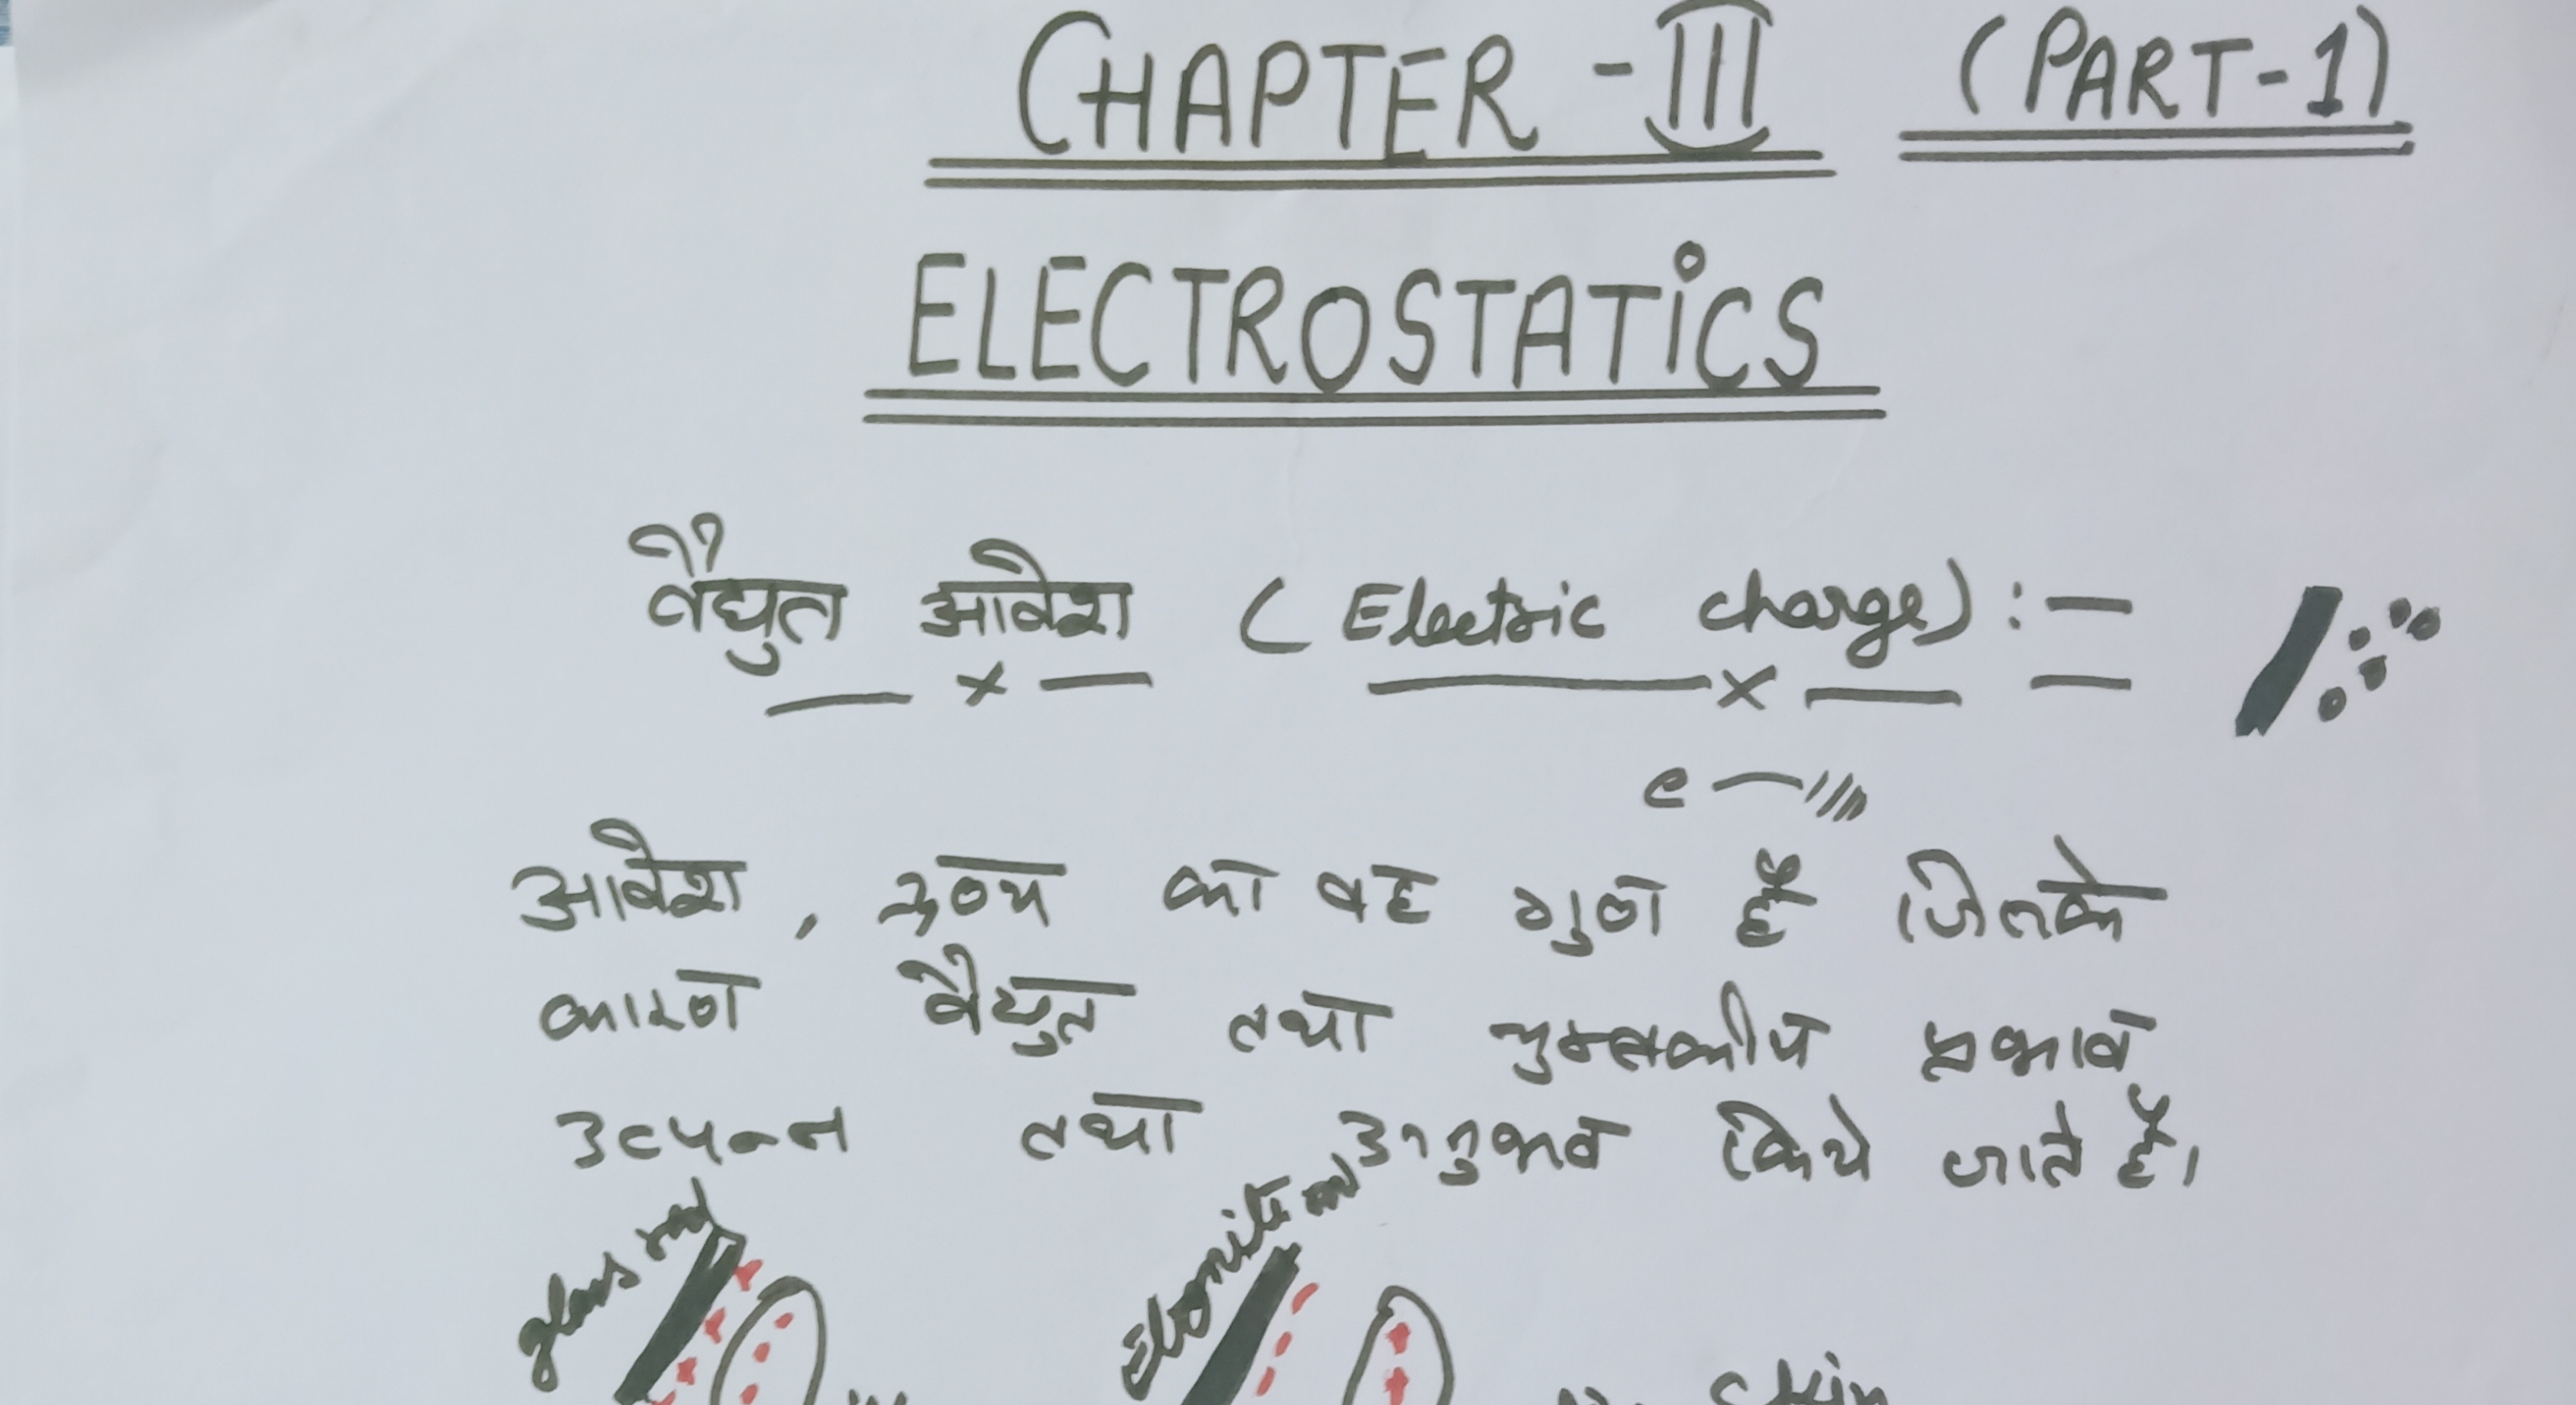 CHAPTER - III (PART-1)
ELECTROSTATiCS
वैद्युत आवेश (Electric charge) : =
e
आवेश, द्रव्य का वह गुण है जिसके
कारण वैद्युत तथा चुम्बकीय प्रभाव
उत्पन्न तथा अनुभव किये जाते हैं।
glass rod
Ebonite rod
skin